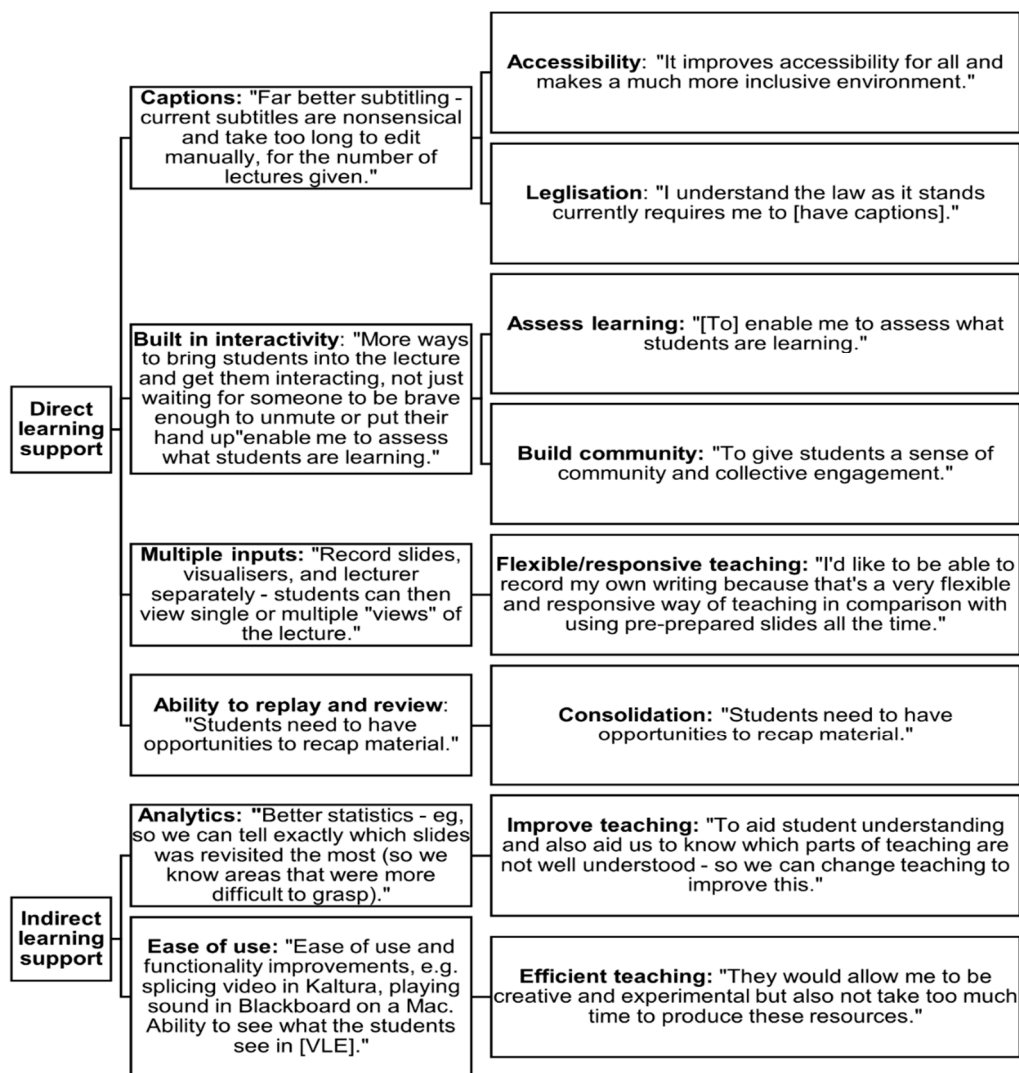 Direct
learning
support
Captions: "Far better subtitling -
current subtitles are nonsensical
and take too long to edit
manually, for the number of
lectures given."
Accessibility: "It improves accessibility for all and
makes a much more inclusive environment."
Leglisation: "I understand the law as it stands
currently requires me to [have captions]."
Built in interactivity: "More ways
to bring students into the lecture
and get them interacting, not just
waiting for someone to be brave
enough to unmute or put their
hand up"enable me to assess
what students are learning."
Assess learning: "[To] enable me to assess what
students are learning."
Build community: "To give students a sense of
community and collective engagement."
Multiple inputs: "Record slides,
visualisers, and lecturer
separately - students can then
view single or multiple "views" of
the lecture."
Flexible/responsive teaching: "I'd like to be able to
record my own writing because that's a very flexible
and responsive way of teaching in comparison with
using pre-prepared slides all the time."
Ability to replay and review:
"Students need to have
opportunities to recap material."
Consolidation: "Students need to have
opportunities to recap material."
Indirect
learning
support
Analytics: "Better statistics - eg,
so we can tell exactly which slides
was revisited the most (so we
know areas that were more
difficult to grasp)."
Improve teaching: "To aid student understanding
and also aid us to know which parts of teaching are
not well understood - so we can change teaching to
improve this."
Ease of use: "Ease of use and
functionality improvements, e.g.
splicing video in Kaltura, playing
sound in Blackboard on a Mac.
Ability to see what the students
see in [VLE]."
Efficient teaching: "They would allow me to be
creative and experimental but also not take too much
time to produce these resources."